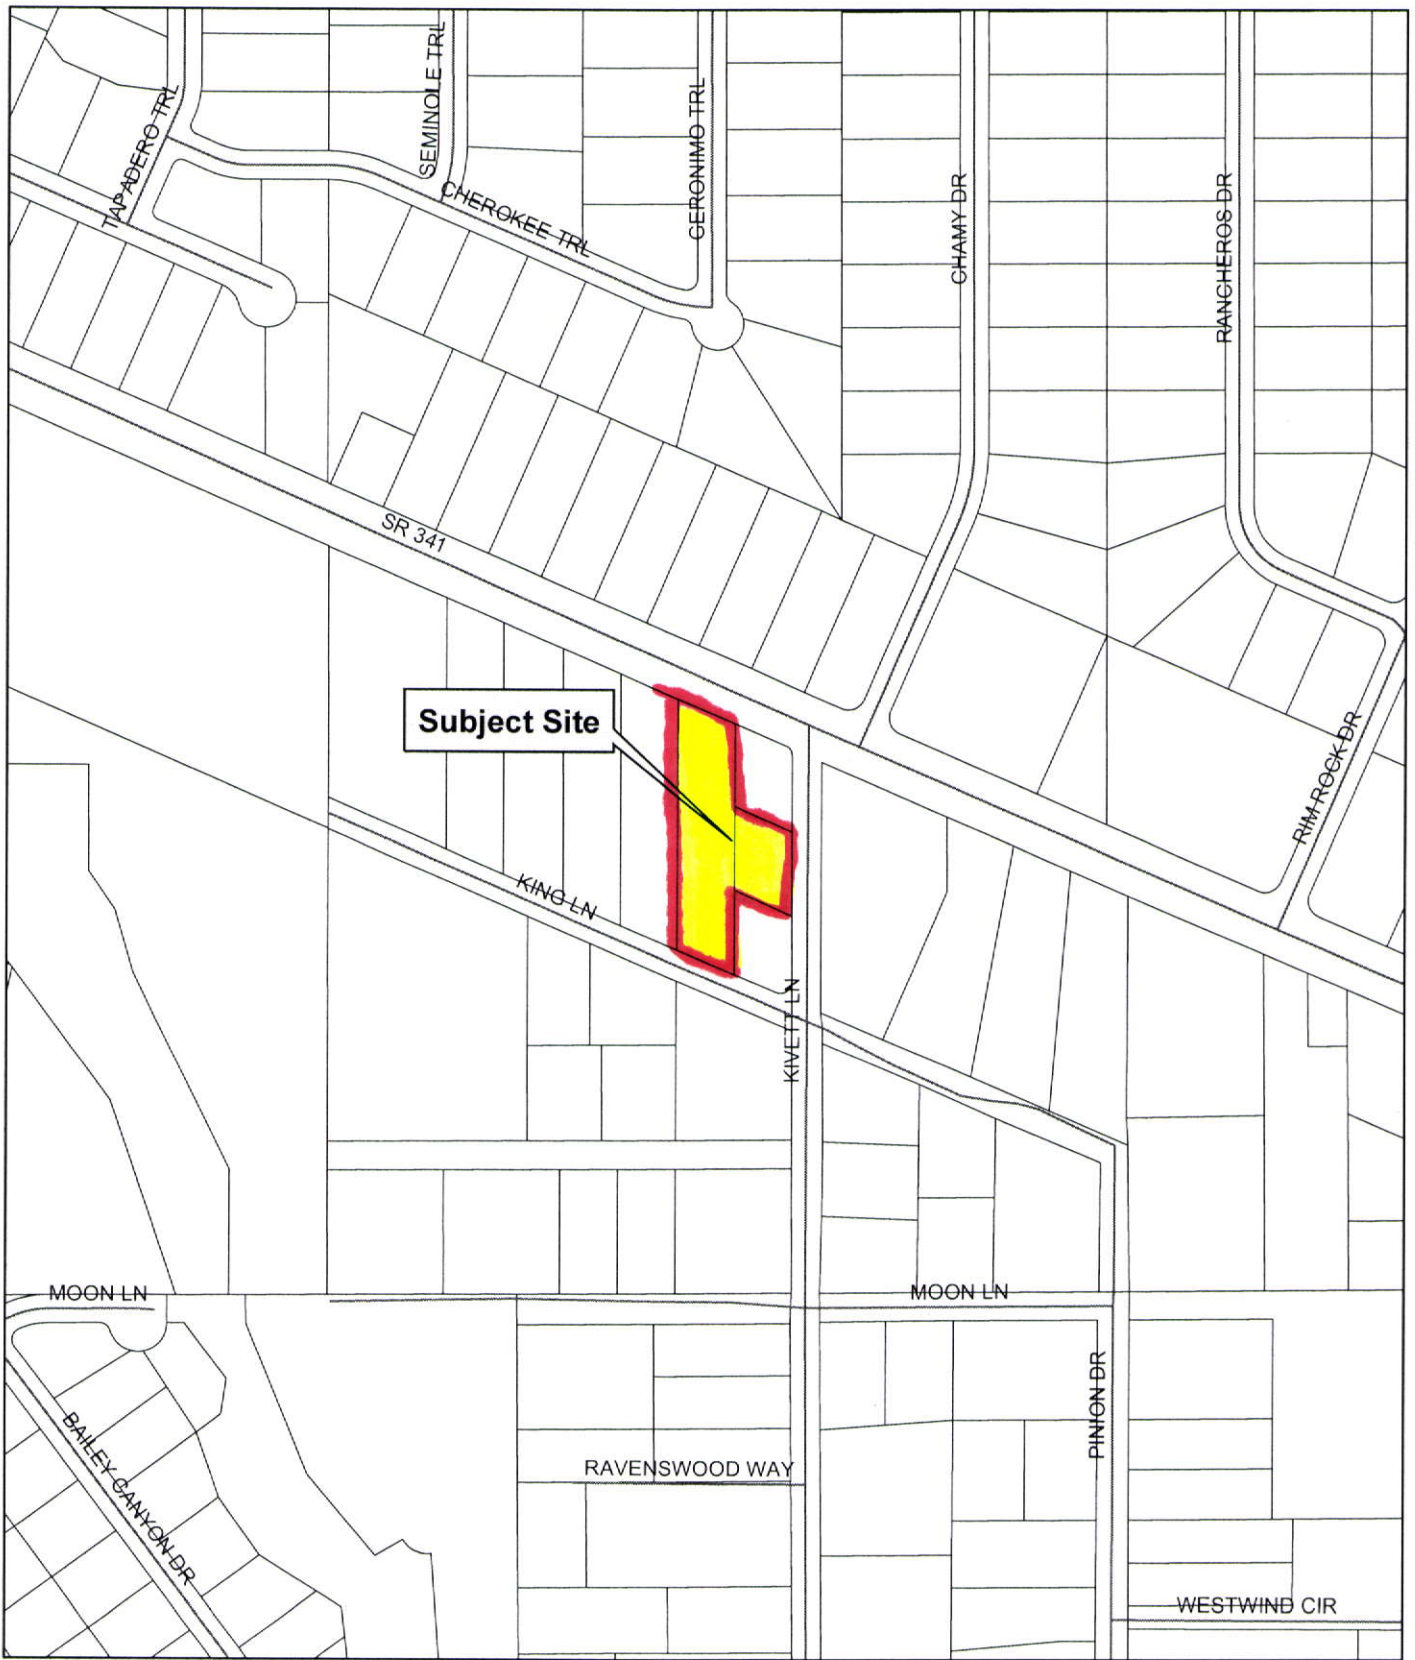 SEMINOLE TRL
TAPADERO TRL
GERONIMO TRL
CHEROKEE TRL
CHAMY DR
RANCHEROS DR
SR 341
Subject Site
RIM ROCK DR
KINO LN
KIVETT LN
MOON LN
MOON LN
PINION DR
BAILEY CANYON DR
RAVENSWOOD WAY
WESTWIND CIR